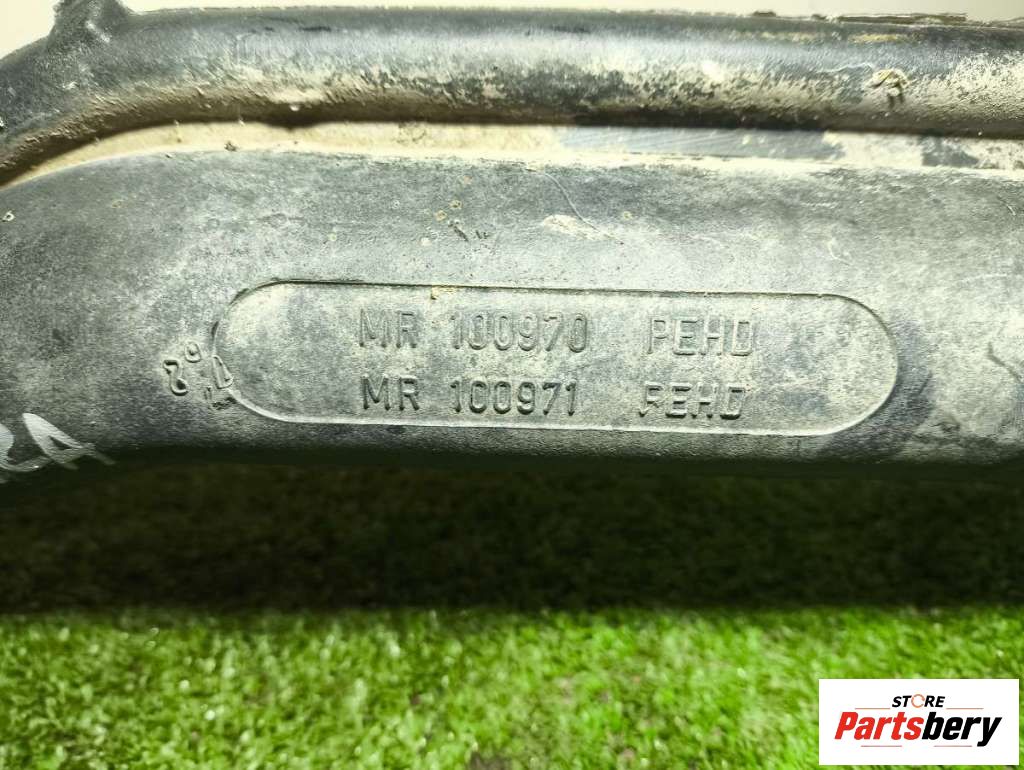 MR 100970 PEHD
MR 100971 PEHD
STORE
Partsbery